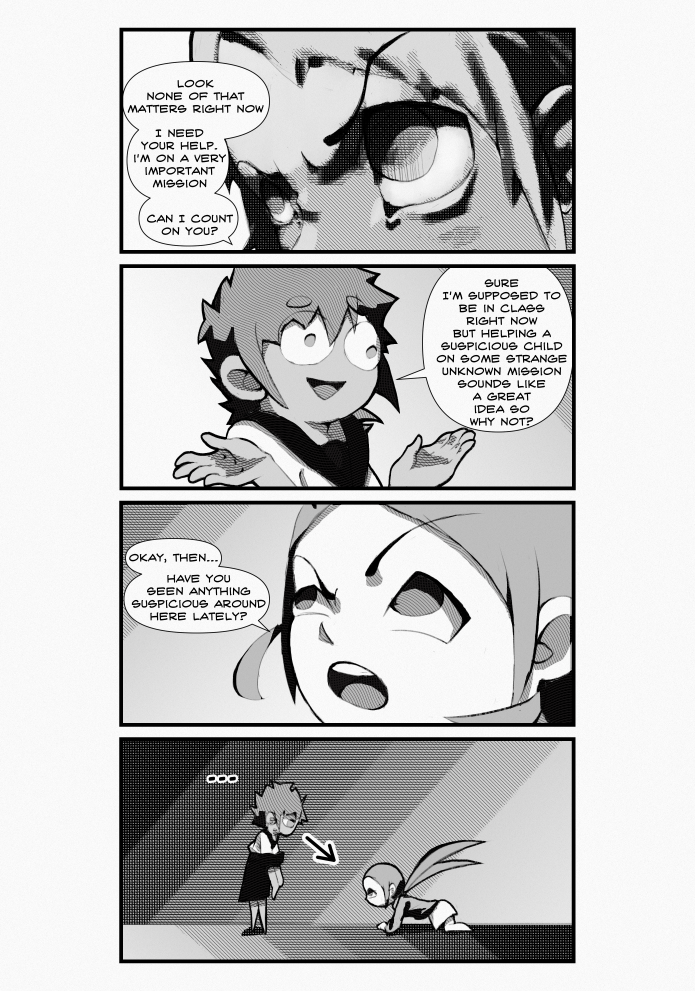 LOOK
NONE OF THAT
MATTERS RIGHT NOW
I NEED
YOUR HELP.
I'M ON A VERY
IMPORTANT
MISSION
CAN I COUNT
ON YOU?
SURE
I'M SUPPOSED TO
BE IN CLASS
RIGHT NOW
BUT HELPING A
SUSPICIOUS CHILD
ON SOME STRANGE
UNKNOWN MISSION
SOUNDS LIKE
A GREAT
IDEA SO
WHY NOT?
OKAY, THEN...
HAVE YOU
SEEN ANYTHING
SUSPICIOUS AROUND
HERE LATELY?
...